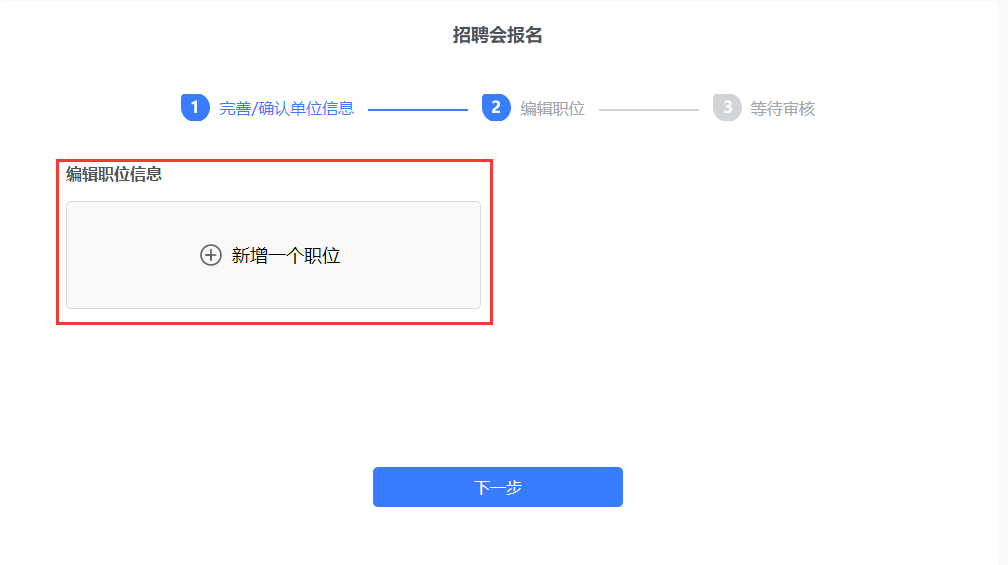 招聘会报名
1 完善/确认单位信息 2 编辑职位 3 等待审核
编辑职位信息
新增一个职位
下一步